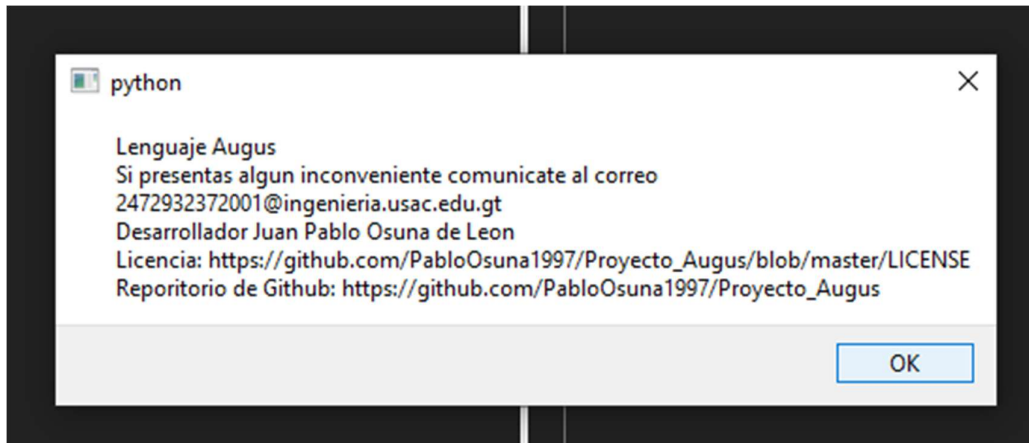 python
Lenguaje Augus
Si presentas algun inconveniente comunicate al correo
2472932372001@ingenieria.usac.edu.gt
Desarrollador Juan Pablo Osuna de Leon
Licencia: https://github.com/PabloOsuna1997/Proyecto_Augus/blob/master/LICENSE
Reporitorio de Github: https://github.com/PabloOsuna1997/Proyecto_Augus
OK